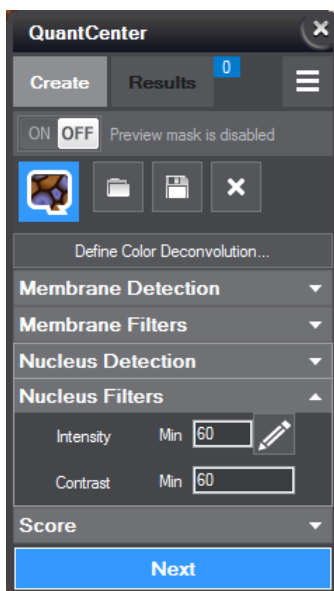 QuantCenter
Create Results 0
ON OFF Preview mask is disabled
Define Color Deconvolution...
Membrane Detection
Membrane Filters
Nucleus Detection
Nucleus Filters
Intensity Min 60
Contrast Min 60
Score
Next